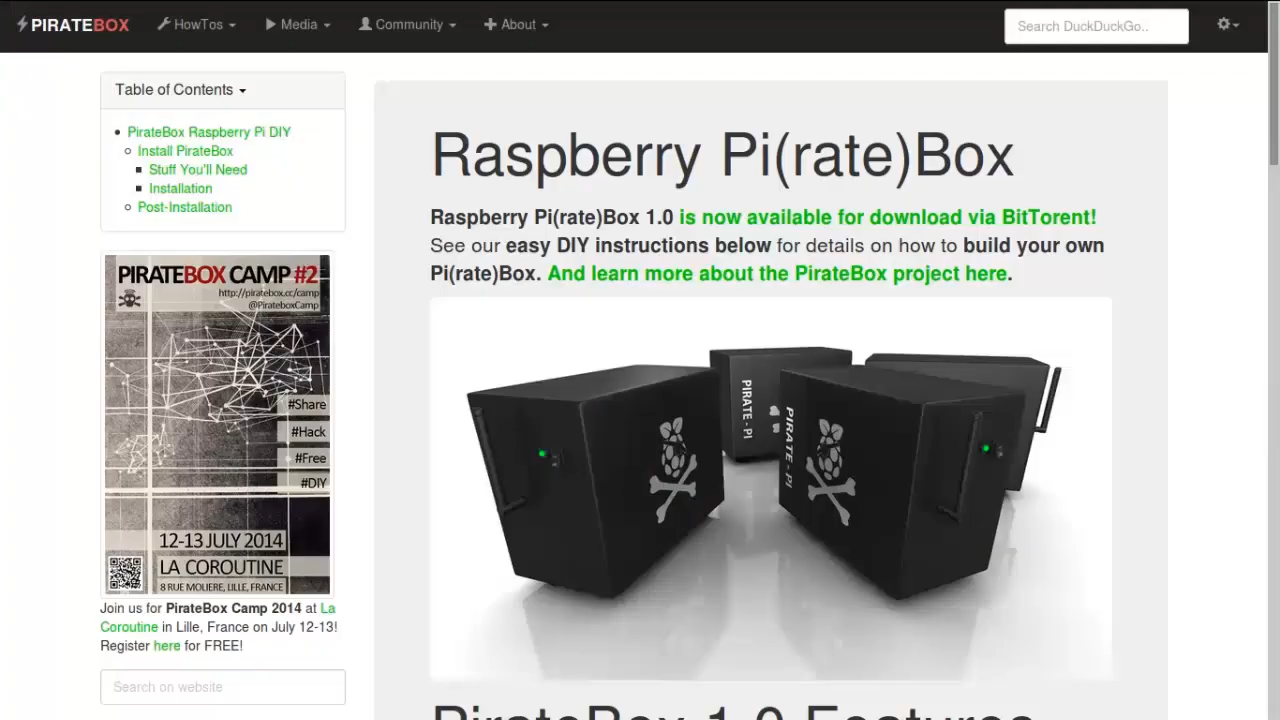 PIRATEBOX HowTos Media Community About Search DuckDuckGo..
Table of Contents
PirateBox Raspberry Pi DIY
Install PirateBox
Stuff You'll Need
Installation
Post-Installation
PIRATEBOX CAMP #2
http://piratebox.cc/camp
@PirateboxCamp
#Share
#Hack
#Free
#DIY
12-13 JULY 2014
LA COROUTINE
8 RUE MOLIERE, LILLE, FRANCE
Join us for PirateBox Camp 2014 at La
Coroutine in Lille, France on July 12-13!
Register here for FREE!
Search on website
Raspberry Pi(rate)Box
Raspberry Pi(rate)Box 1.0 is now available for download via BitTorent!
See our easy DIY instructions below for details on how to build your own
Pi(rate)Box. And learn more about the PirateBox project here.
PIRATE-PI
PIRATE-PI
PirateBox 1.0 Features